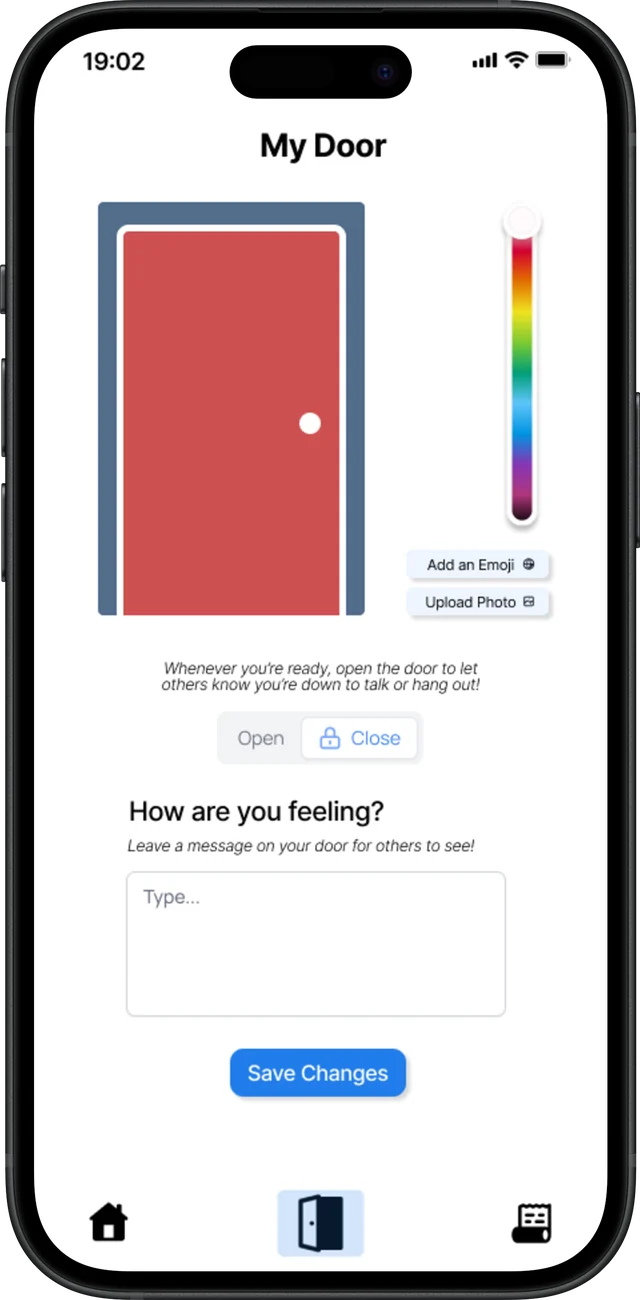 19:02
My Door
Add an Emoji
Upload Photo
Whenever you're ready, open the door to let
others know you're down to talk or hang out!
Open
Close
How are you feeling?
Leave a message on your door for others to see!
Type...
Save Changes